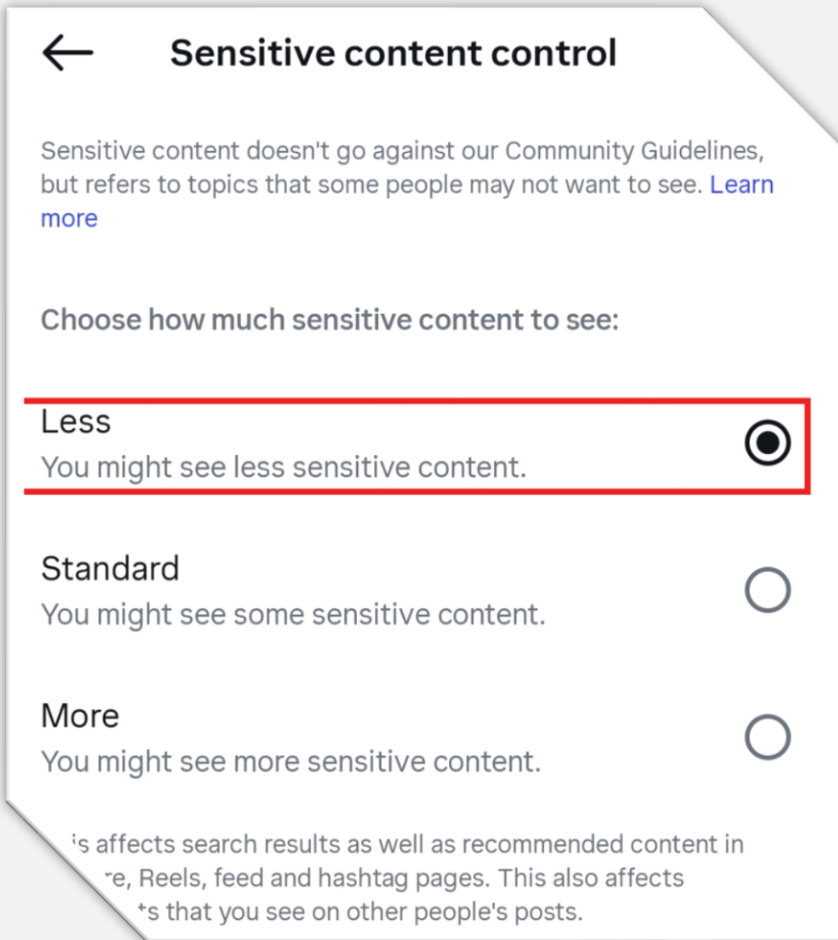 Sensitive content control
Sensitive content doesn't go against our Community Guidelines,
but refers to topics that some people may not want to see. Learn
more
Choose how much sensitive content to see:
Less
You might see less sensitive content.
Standard
You might see some sensitive content.
More
You might see more sensitive content.
affects search results as well as recommended content in
Reels, feed and hashtag pages. This also affects
that you see on other people's posts.